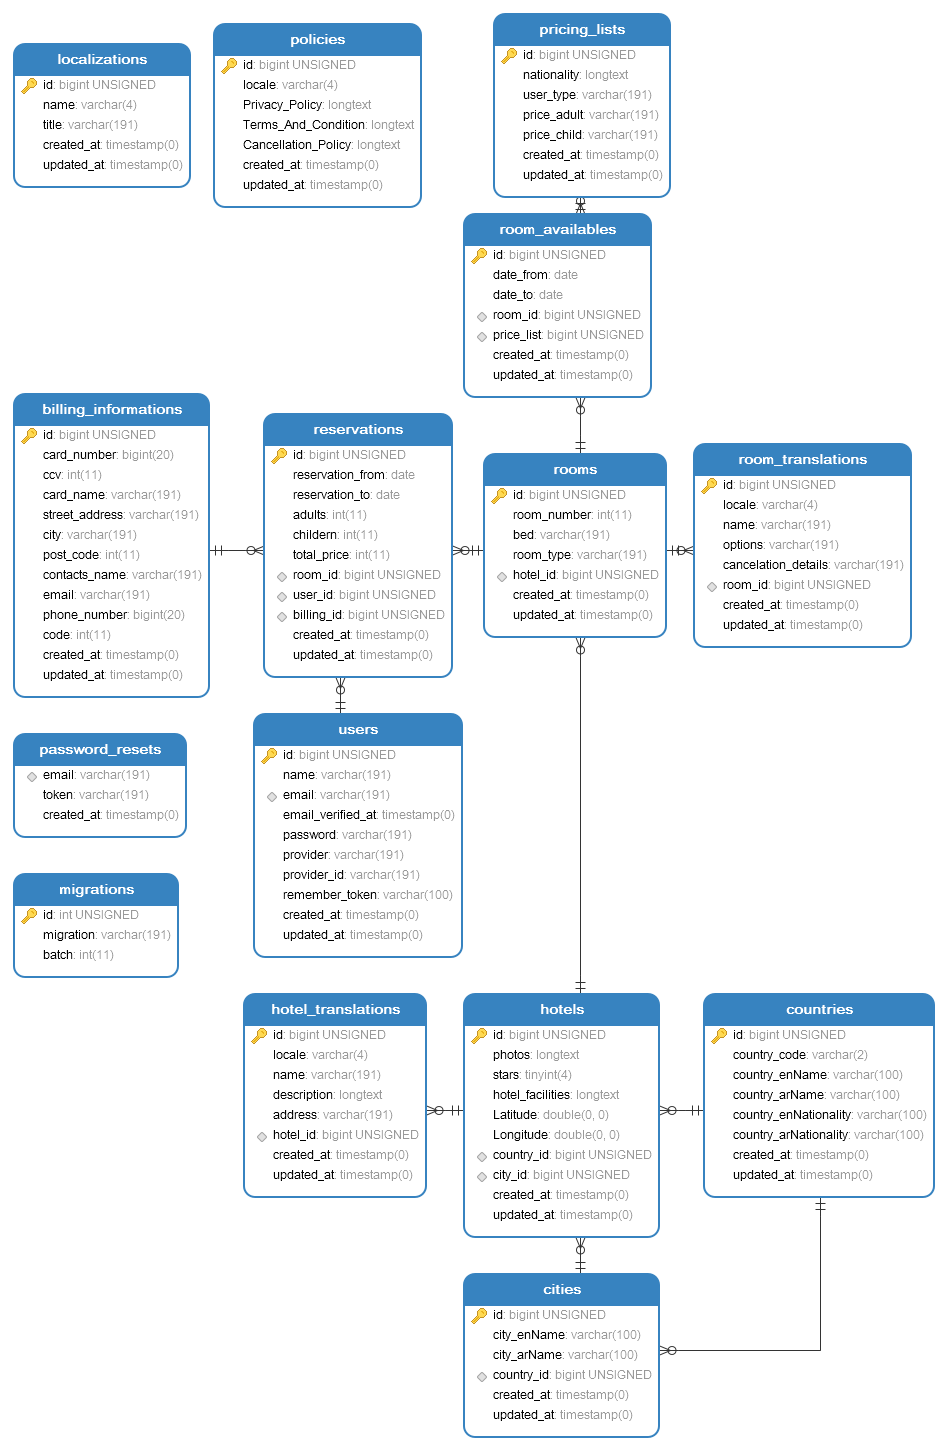 localizations
id: bigint UNSIGNED
name: varchar(4)
title: varchar(191)
created_at: timestamp(0)
updated_at: timestamp(0)
policies
id: bigint UNSIGNED
locale: varchar(4)
Privacy_Policy: longtext
Terms_And_Condition: longtext
Cancellation_Policy: longtext
created_at: timestamp(0)
updated_at: timestamp(0)
pricing_lists
id: bigint UNSIGNED
nationality: longtext
user_type: varchar(191)
price_adult: varchar(191)
price_child: varchar(191)
created_at: timestamp(0)
updated_at: timestamp(0)
room_availables
id: bigint UNSIGNED
date_from: date
date_to: date
room_id: bigint UNSIGNED
price_list: bigint UNSIGNED
created_at: timestamp(0)
updated_at: timestamp(0)
billing_informations
id: bigint UNSIGNED
card_number: bigint(20)
ccv: int(11)
card_name: varchar(191)
street_address: varchar(191)
city: varchar(191)
post_code: int(11)
contacts_name: varchar(191)
email: varchar(191)
phone_number: bigint(20)
code: int(11)
created_at: timestamp(0)
updated_at: timestamp(0)
reservations
id: bigint UNSIGNED
reservation_from: date
reservation_to: date
adults: int(11)
childern: int(11)
total_price: int(11)
room_id: bigint UNSIGNED
user_id: bigint UNSIGNED
billing_id: bigint UNSIGNED
created_at: timestamp(0)
updated_at: timestamp(0)
rooms
id: bigint UNSIGNED
room_number: int(11)
bed: varchar(191)
room_type: varchar(191)
hotel_id: bigint UNSIGNED
created_at: timestamp(0)
updated_at: timestamp(0)
room_translations
id: bigint UNSIGNED
locale: varchar(4)
name: varchar(191)
options: varchar(191)
cancelation_details: varchar(191)
room_id: bigint UNSIGNED
created_at: timestamp(0)
updated_at: timestamp(0)
password_resets
email: varchar(191)
token: varchar(191)
created_at: timestamp(0)
users
id: bigint UNSIGNED
name: varchar(191)
email: varchar(191)
email_verified_at: timestamp(0)
password: varchar(191)
provider: varchar(191)
provider_id: varchar(191)
remember_token: varchar(100)
created_at: timestamp(0)
updated_at: timestamp(0)
migrations
id: int UNSIGNED
migration: varchar(191)
batch: int(11)
hotel_translations
id: bigint UNSIGNED
locale: varchar(4)
name: varchar(191)
description: longtext
address: varchar(191)
hotel_id: bigint UNSIGNED
created_at: timestamp(0)
updated_at: timestamp(0)
hotels
id: bigint UNSIGNED
photos: longtext
stars: tinyint(4)
hotel_facilities: longtext
Latitude: double(0, 0)
Longitude: double(0, 0)
country_id: bigint UNSIGNED
city_id: bigint UNSIGNED
created_at: timestamp(0)
updated_at: timestamp(0)
countries
id: bigint UNSIGNED
country_code: varchar(2)
country_enName: varchar(100)
country_arName: varchar(100)
country_enNationality: varchar(100)
country_arNationality: varchar(100)
created_at: timestamp(0)
updated_at: timestamp(0)
cities
id: bigint UNSIGNED
city_enName: varchar(100)
city_arName: varchar(100)
country_id: bigint UNSIGNED
created_at: timestamp(0)
updated_at: timestamp(0)